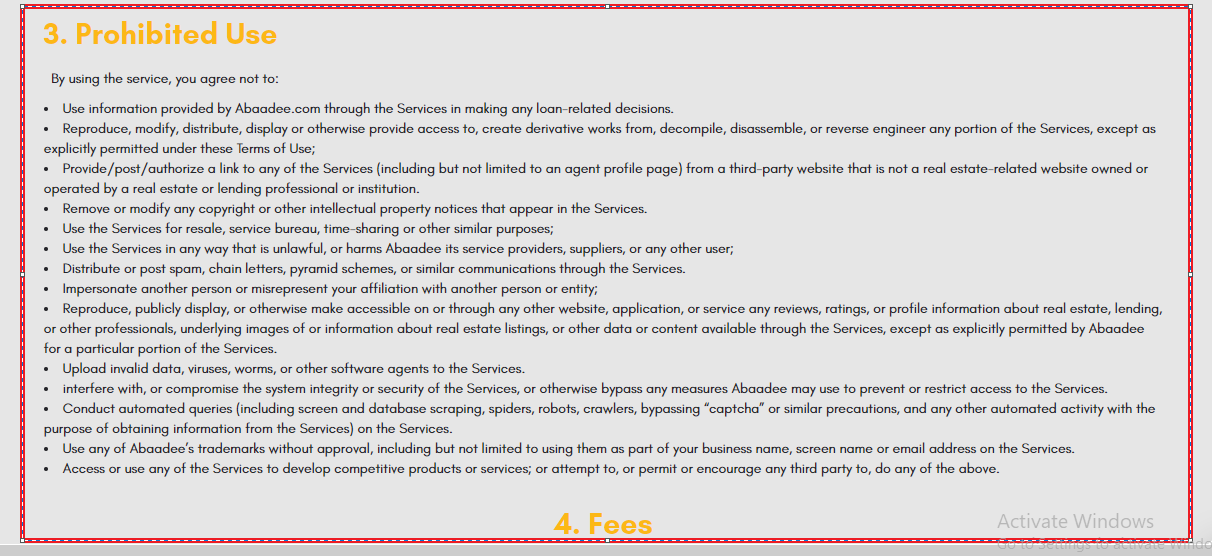 3. Prohibited Use
By using the service, you agree not to:
• Use information provided by Abaadee.com through the Services in making any loan-related decisions.
• Reproduce, modify, distribute, display or otherwise provide access to, create derivative works from, decompile, disassemble, or reverse engineer any portion of the Services, except as
explicitly permitted under these Terms of Use;
• Provide/post/authorize a link to any of the Services (including but not limited to an agent profile page) from a third-party website that is not a real estate-related website owned or
operated by a real estate or lending professional or institution.
• Remove or modify any copyright or other intellectual property notices that appear in the Services.
• Use the Services for resale, service bureau, time-sharing or other similar purposes;
• Use the Services in any way that is unlawful, or harms Abaadee its service providers, suppliers, or any other user;
• Distribute or post spam, chain letters, pyramid schemes, or similar communications through the Services.
• Impersonate another person or misrepresent your affiliation with another person or entity;
• Reproduce, publicly display, or otherwise make accessible on or through any other website, application, or service any reviews, ratings, or profile information about real estate, lending,
or other professionals, underlying images of or information about real estate listings, or other data or content available through the Services, except as explicitly permitted by Abaadee
for a particular portion of the Services.
• Upload invalid data, viruses, worms, or other software agents to the Services.
• interfere with, or compromise the system integrity or security of the Services, or otherwise bypass any measures Abaadee may use to prevent or restrict access to the Services.
• Conduct automated queries (including screen and database scraping, spiders, robots, crawlers, bypassing “captcha” or similar precautions, and any other automated activity with the
purpose of obtaining information from the Services) on the Services.
• Use any of Abaadee’s trademarks without approval, including but not limited to using them as part of your business name, screen name or email address on the Services.
• Access or use any of the Services to develop competitive products or services; or attempt to, or permit or encourage any third party to, do any of the above.
4. Fees
Activate Windows
Go to Settings to activate Windo